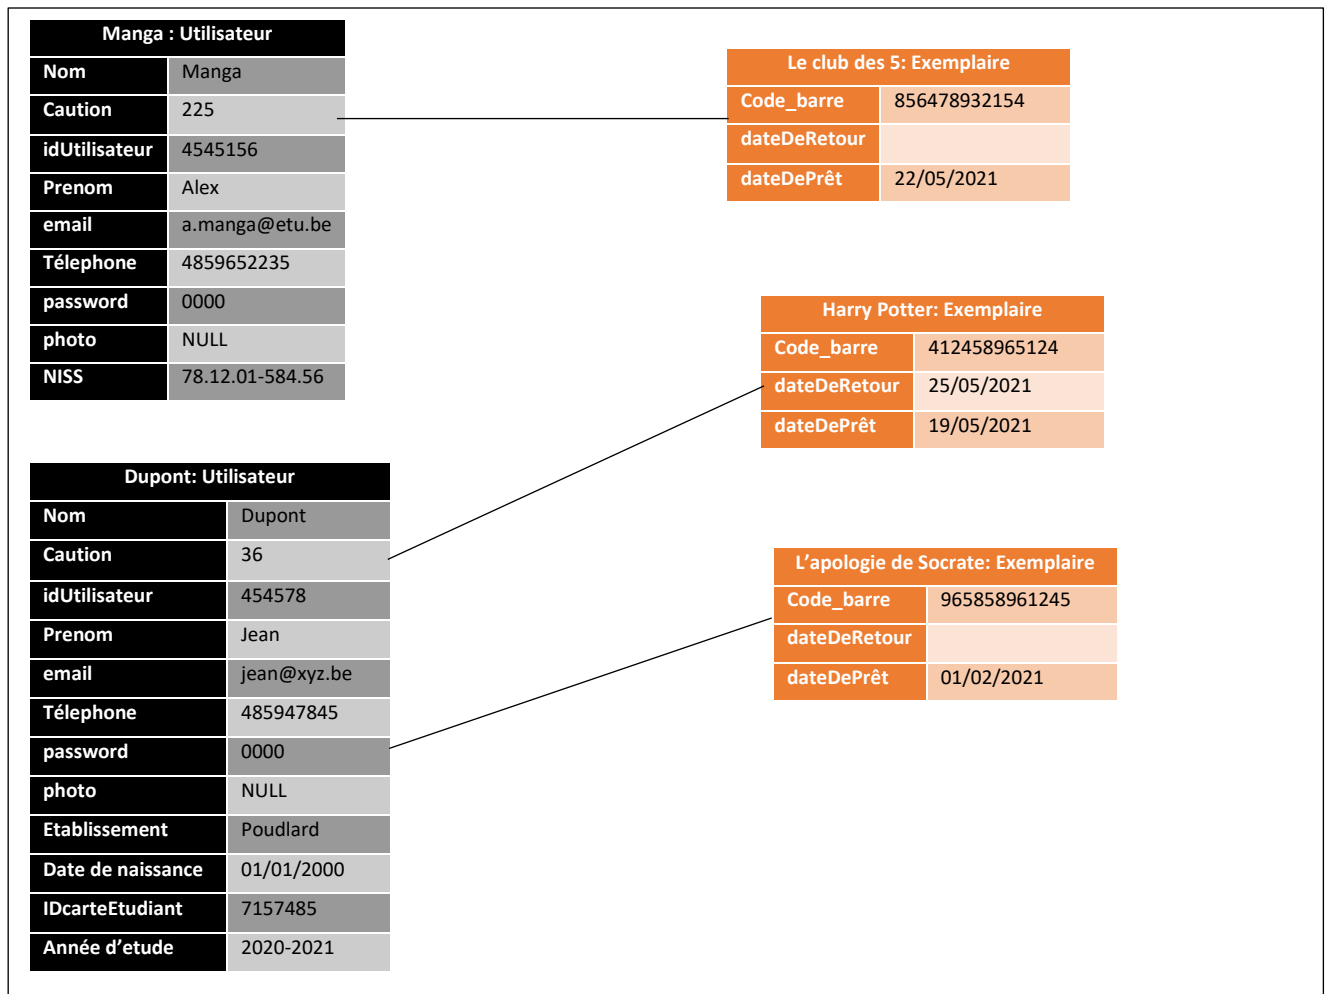 Manga : Utilisateur
Nom Manga
Caution 225
idUtilisateur 4545156
Prenom Alex
email a.manga@etu.be
Télephone 4859652235
password 0000
photo NULL
NISS 78.12.01-584.56
Le club des 5: Exemplaire
Code_barre 856478932154
dateDeRetour
dateDePrêt 22/05/2021
Harry Potter: Exemplaire
Code_barre 412458965124
dateDeRetour 25/05/2021
dateDePrêt 19/05/2021
Dupont: Utilisateur
Nom Dupont
Caution 36
idUtilisateur 454578
Prenom Jean
email jean@xyz.be
Télephone 485947845
password 0000
photo NULL
Etablissement Poudlard
Date de naissance 01/01/2000
IDcarteEtudiant 7157485
Année d’etude 2020-2021
L’apologie de Socrate: Exemplaire
Code_barre 965858961245
dateDeRetour
dateDePrêt 01/02/2021